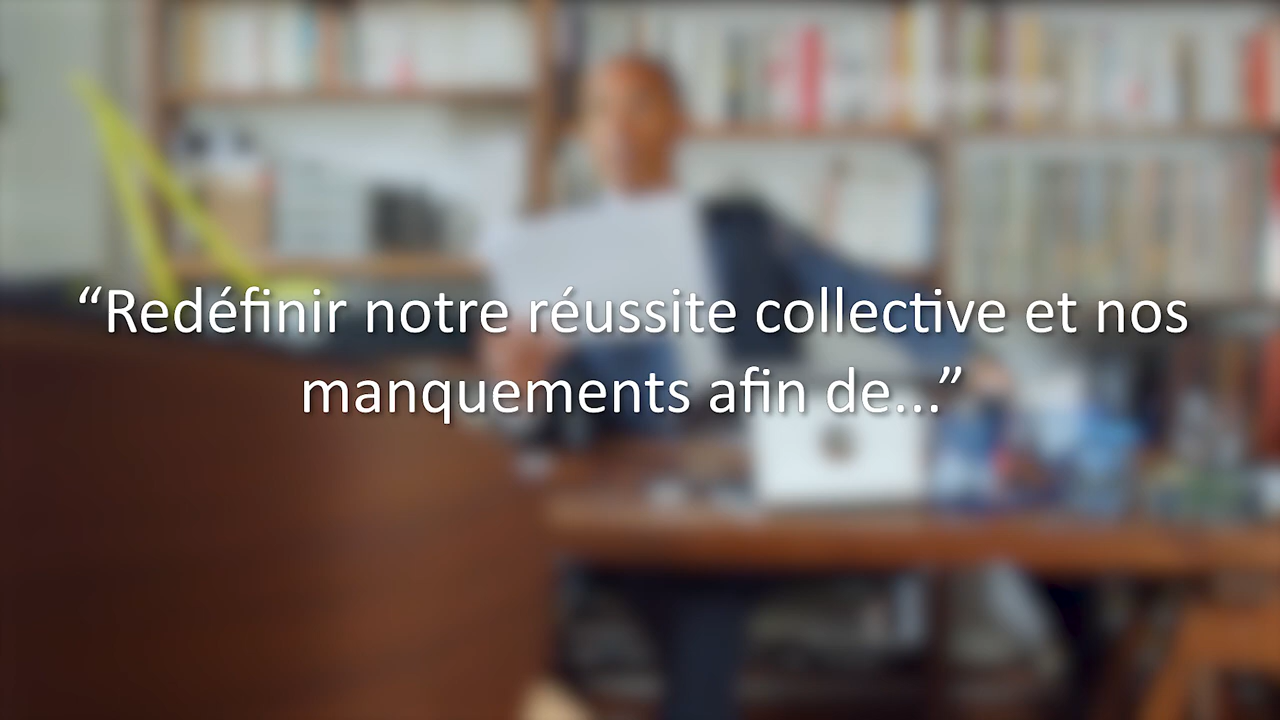 “Redéfinir notre réussite collective et nos
manquements afin de...”